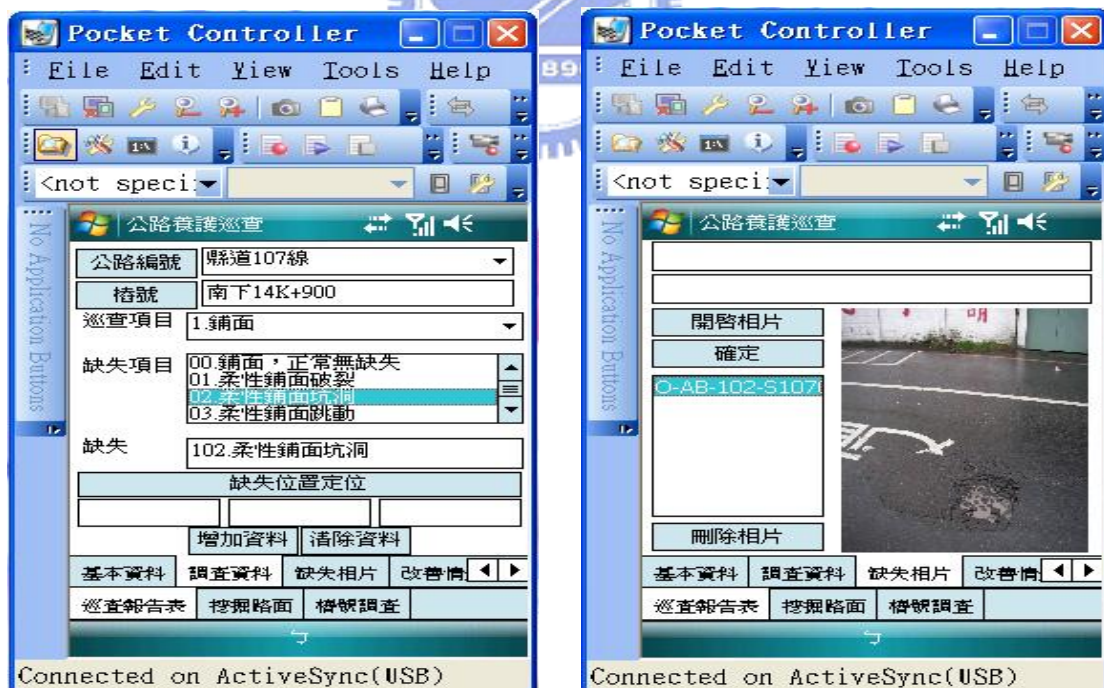 Pocket Controller
File Edit View Tools Help
<not speci
No Application Buttons
公路養護巡查
公路編號 縣道107線
樁號 南下14K+900
巡查項目 1.鋪面
缺失項目 00.鋪面，正常無缺失
01.柔性鋪面破裂
02.柔性鋪面坑洞
03.柔性鋪面跳動
缺失 102.柔性鋪面坑洞
缺失位置定位
增加資料 清除資料
基本資料 調查資料 缺失相片 改善情
巡查報告表 挖掘路面 橋號調查
Connected on ActiveSync(USB)
Pocket Controller
File Edit View Tools Help
<not speci
No Application Buttons
公路養護巡查
開啓相片
確定
O-AB-102-S107
刪除相片
基本資料 調查資料 缺失相片 改善情
巡查報告表 挖掘路面 橋號調查
Connected on ActiveSync(USB)